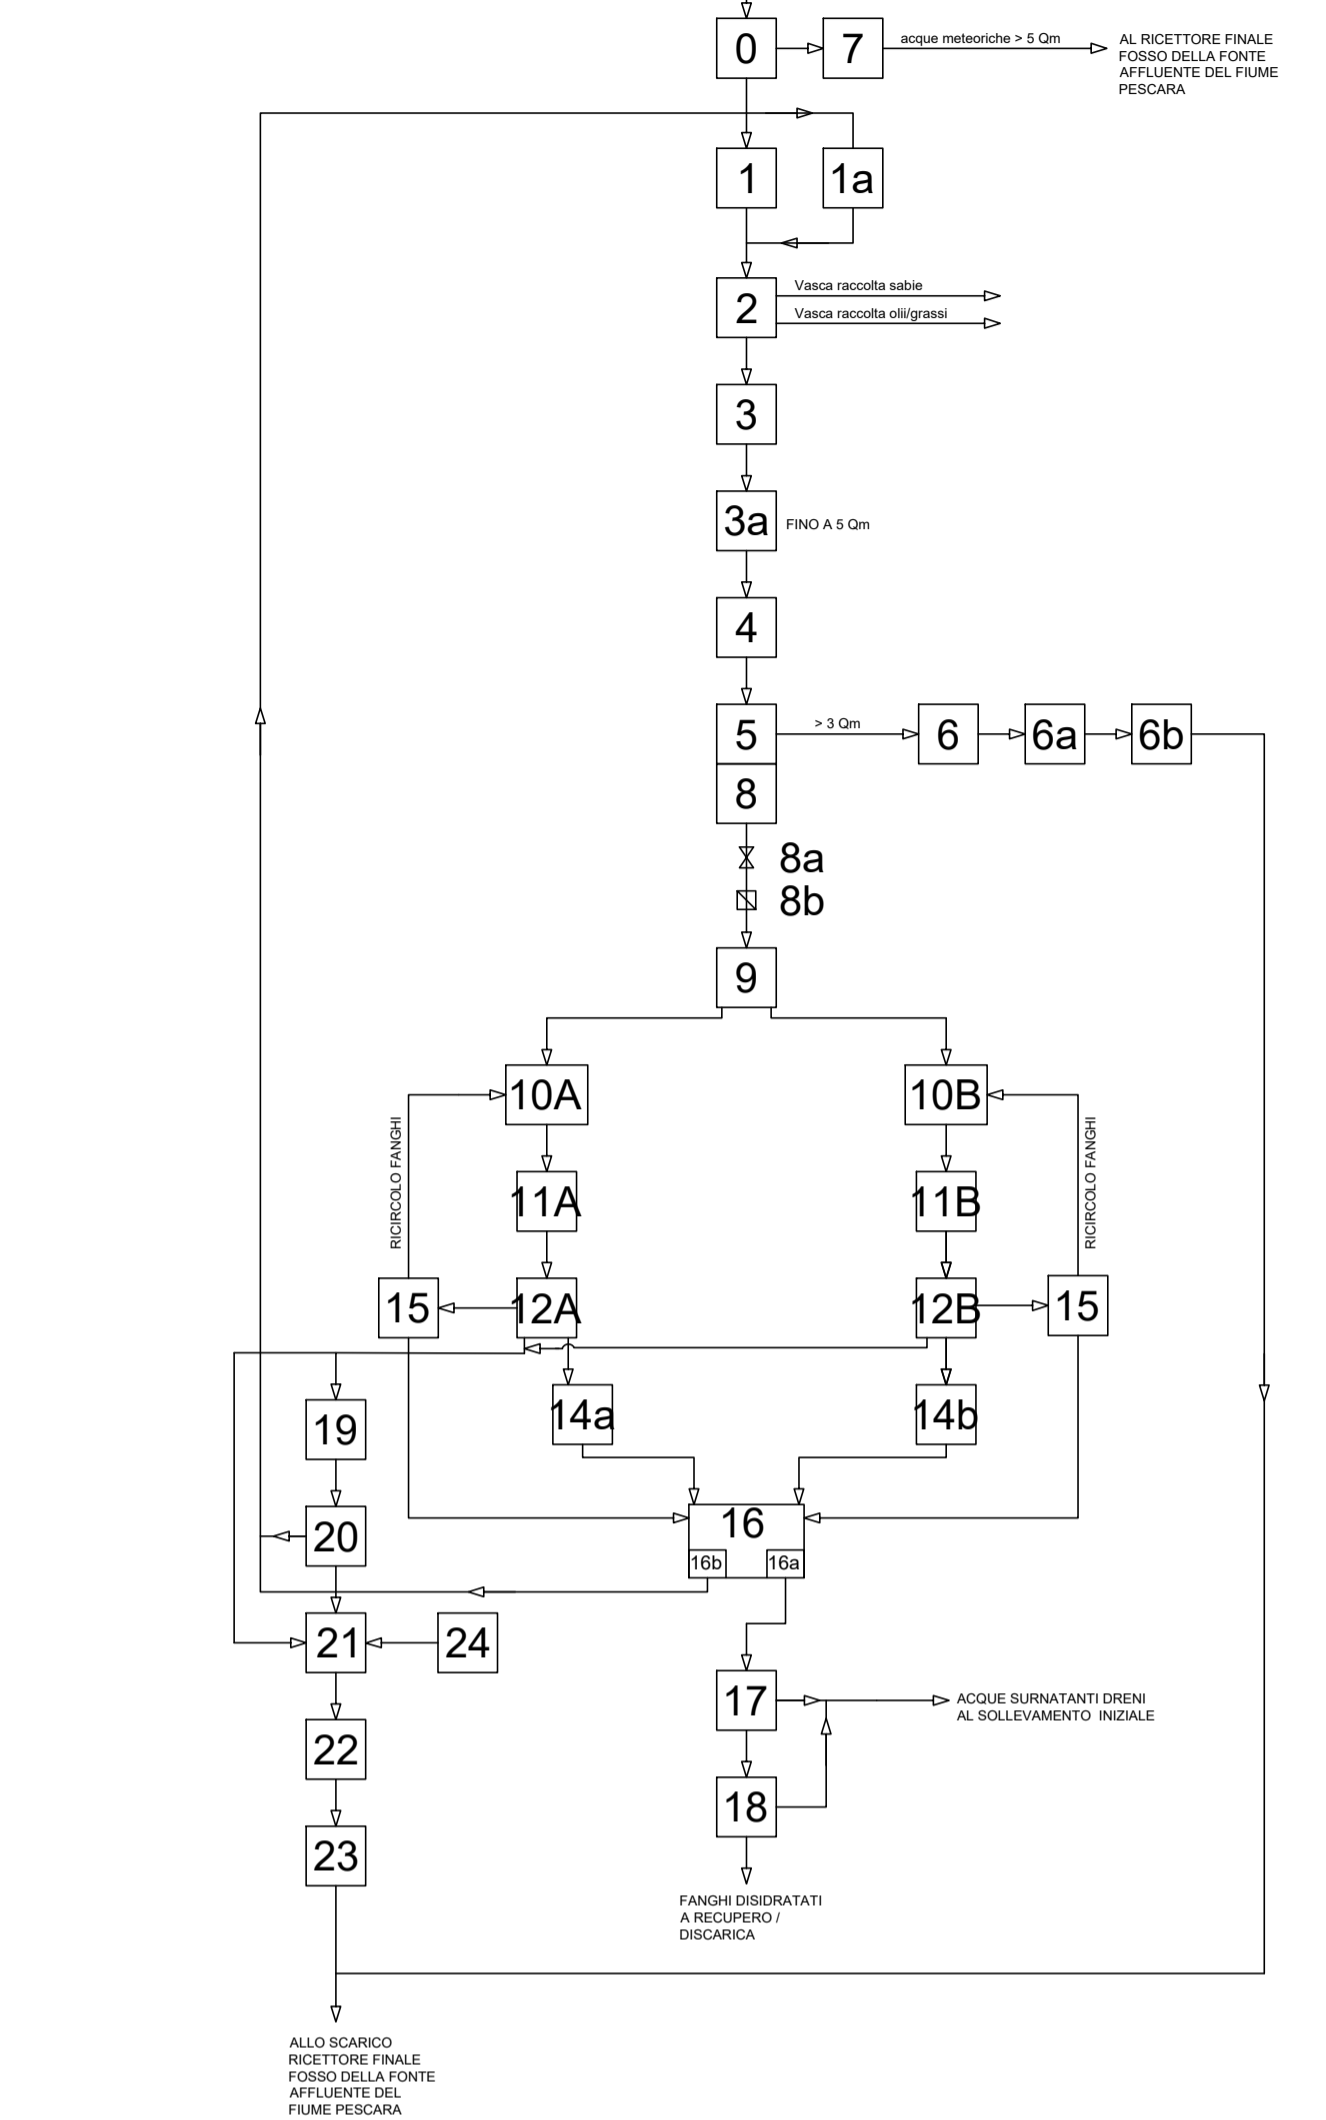 0
7
acque meteoriche > 5 Qm
AL RICETTORE FINALE
FOSSO DELLA FONTE
AFFLUENTE DEL FIUME
PESCARA
1
1a
2
Vasca raccolta sabie
Vasca raccolta olii/grassi
3
3a
FINO A 5 Qm
4
5
> 3 Qm
6
6a
6b
8
8a
8b
9
10A
10B
RICIRCOLO FANGHI
RICIRCOLO FANGHI
11A
11B
15
12A
12B
15
19
14a
14b
16
20
16b
16a
21
24
17
ACQUE SURNATANTI DRENI
AL SOLLEVAMENTO INIZIALE
22
18
23
FANGHI DISIDRATATI
A RECUPERO /
DISCARICA
ALLO SCARICO
RICETTORE FINALE
FOSSO DELLA FONTE
AFFLUENTE DEL
FIUME PESCARA